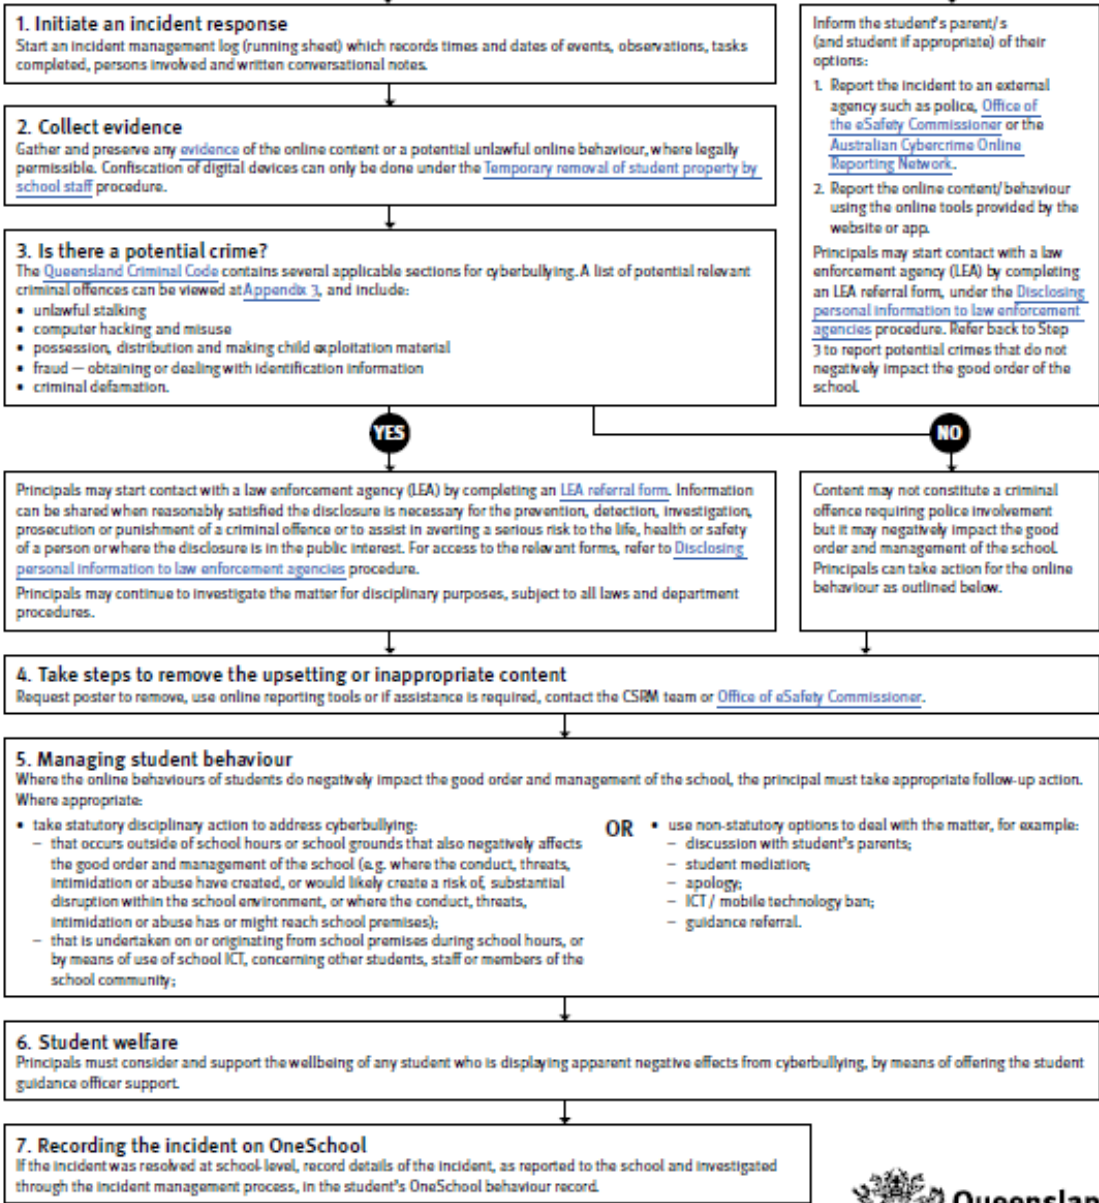 1. Initiate an incident response
Start an incident management log (running sheet) which records times and dates of events, observations, tasks
completed, persons involved and written conversational notes.
2. Collect evidence
Gather and preserve any evidence of the online content or a potential unlawful online behaviour, where legally
permissible. Confiscation of digital devices can only be done under the Temporary removal of student property by
school staff procedure.
3. Is there a potential crime?
The Queensland Criminal Code contains several applicable sections for cyberbullying. A list of potential relevant
criminal offences can be viewed at Appendix 3, and include:
• unlawful stalking
• computer hacking and misuse
• possession, distribution and making child exploitation material
• fraud — obtaining or dealing with identification information
• criminal defamation.
Inform the student's parent/s
(and student if appropriate) of their
options:
1. Report the incident to an external
agency such as police, Office of
the eSafety Commissioner or the
Australian Cybercrime Online
Reporting Network.
2. Report the online content/behaviour
using the online tools provided by the
website or app.
Principals may start contact with a law
enforcement agency (LEA) by completing
an LEA referral form, under the Disclosing
personal information to law enforcement
agencies procedure. Refer back to Step
3 to report potential crimes that do not
negatively impact the good order of the
school.
YES
NO
Principals may start contact with a law enforcement agency (LEA) by completing an LEA referral form. Information
can be shared when reasonably satisfied the disclosure is necessary for the prevention, detection, investigation,
prosecution or punishment of a criminal offence or to assist in averting a serious risk to the life, health or safety
of a person or where the disclosure is in the public interest. For access to the relevant forms, refer to Disclosing
personal information to law enforcement agencies procedure.
Principals may continue to investigate the matter for disciplinary purposes, subject to all laws and department
procedures.
Content may not constitute a criminal
offence requiring police involvement
but it may negatively impact the good
order and management of the school.
Principals can take action for the online
behaviour as outlined below.
4. Take steps to remove the upsetting or inappropriate content
Request poster to remove, use online reporting tools or if assistance is required, contact the CSRM team or Office of eSafety Commissioner.
5. Managing student behaviour
Where the online behaviours of students do negatively impact the good order and management of the school, the principal must take appropriate follow-up action.
Where appropriate:
• take statutory disciplinary action to address cyberbullying:
– that occurs outside of school hours or school grounds that also negatively affects
the good order and management of the school (e.g. where the conduct, threats,
intimidation or abuse have created, or would likely create a risk of, substantial
disruption within the school environment, or where the conduct, threats,
intimidation or abuse has or might reach school premises);
– that is undertaken on or originating from school premises during school hours, or
by means of use of school ICT, concerning other students, staff or members of the
school community;
OR
• use non-statutory options to deal with the matter, for example:
– discussion with student's parents;
– student mediation;
– apology;
– ICT / mobile technology ban;
– guidance referral.
6. Student welfare
Principals must consider and support the wellbeing of any student who is displaying apparent negative effects from cyberbullying, by means of offering the student
guidance officer support.
7. Recording the incident on OneSchool
If the incident was resolved at school-level, record details of the incident, as reported to the school and investigated
through the incident management process, in the student's OneSchool behaviour record.